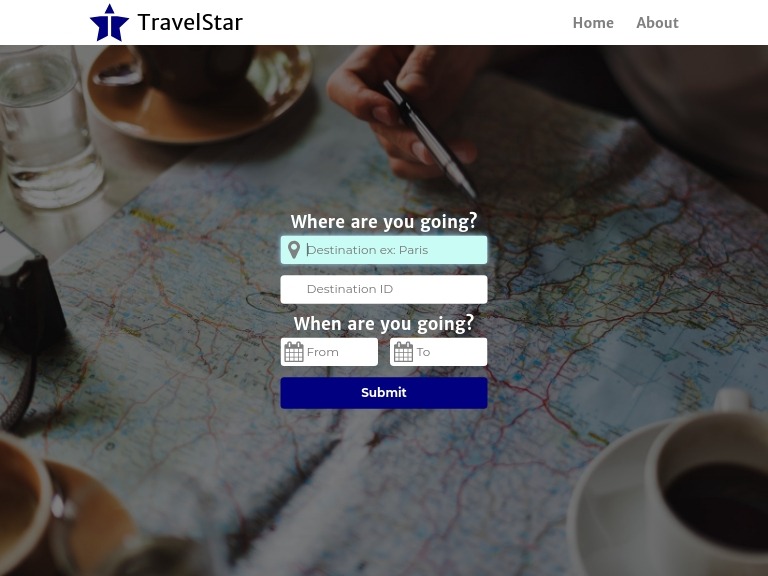 TravelStar
Home
About
Where are you going?
Destination ex: Paris
Destination ID
When are you going?
From
To
Submit